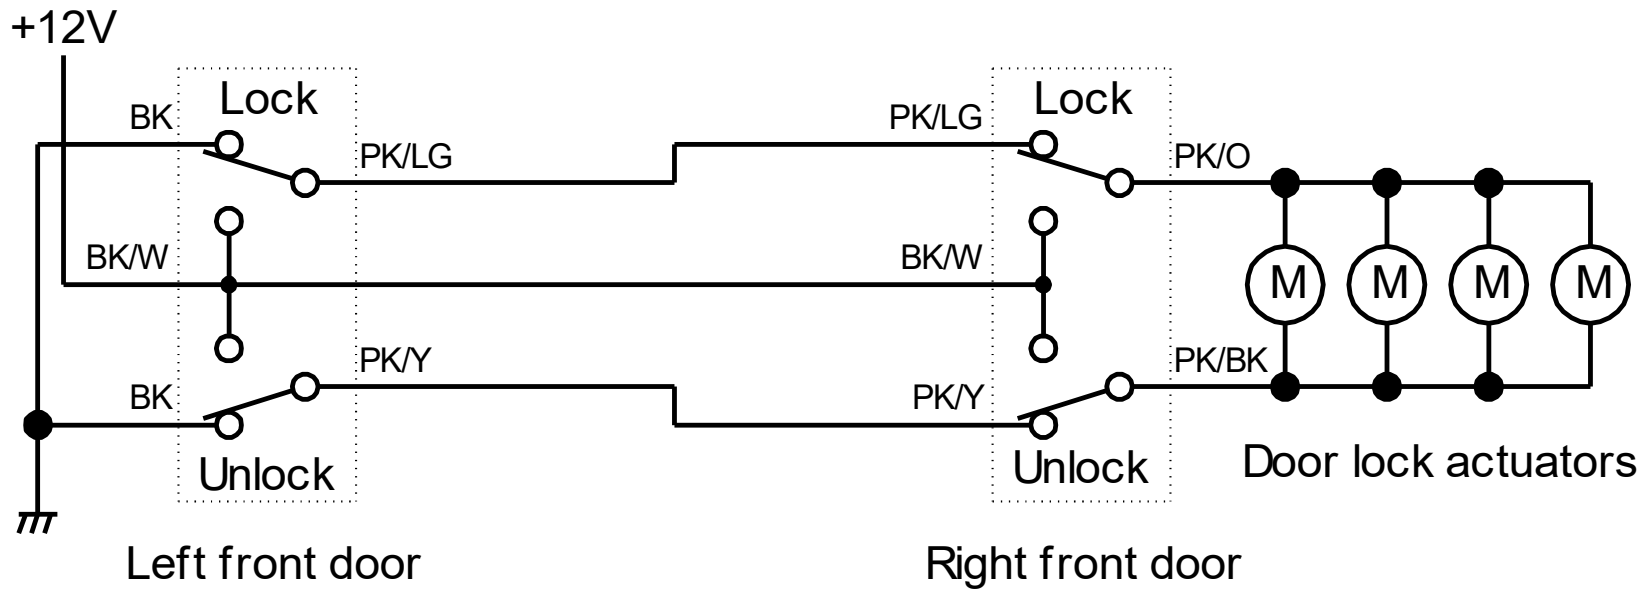 +12V
Lock
Lock
BK
PK/LG
PK/LG
PK/O
BK/W
BK/W
M M M M
PK/Y
PK/BK
BK
PK/Y
Unlock
Unlock
Door lock actuators
Left front door
Right front door